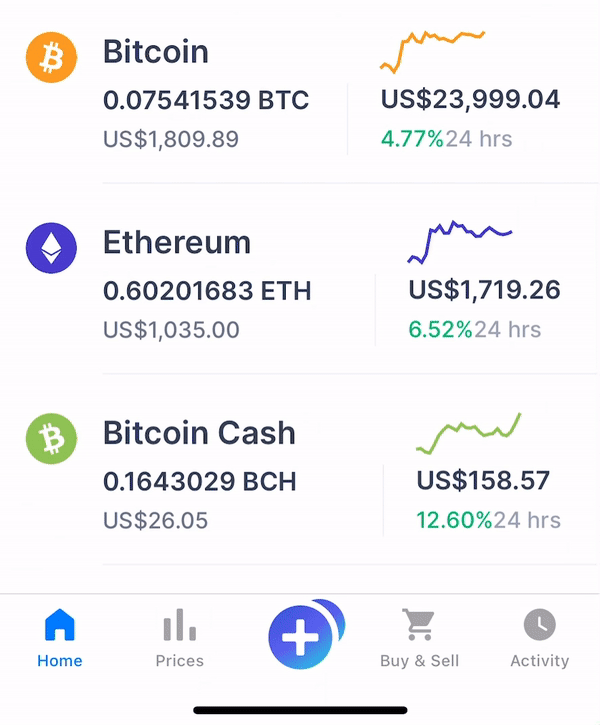 Bitcoin
0.07541539 BTC
US$23,999.04
US$1,809.89
4.77%24 hrs
Ethereum
0.60201683 ETH
US$1,719.26
US$1,035.00
6.52%24 hrs
Bitcoin Cash
0.1643029 BCH
US$158.57
US$26.05
12.60%24 hrs
Home
Prices
Buy & Sell
Activity